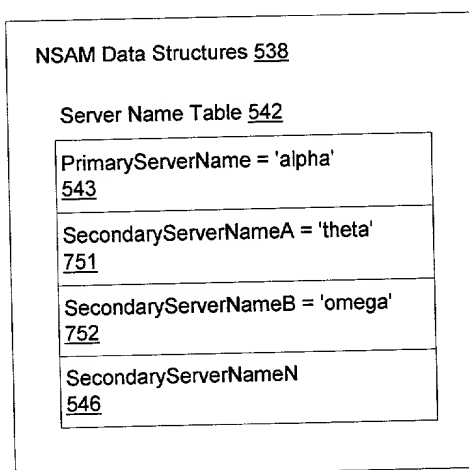 NSAM Data Structures 538
Server Name Table 542
PrimaryServerName = 'alpha'
543
SecondaryServerNameA = 'theta'
751
SecondaryServerNameB = 'omega'
752
SecondaryServerNameN
546